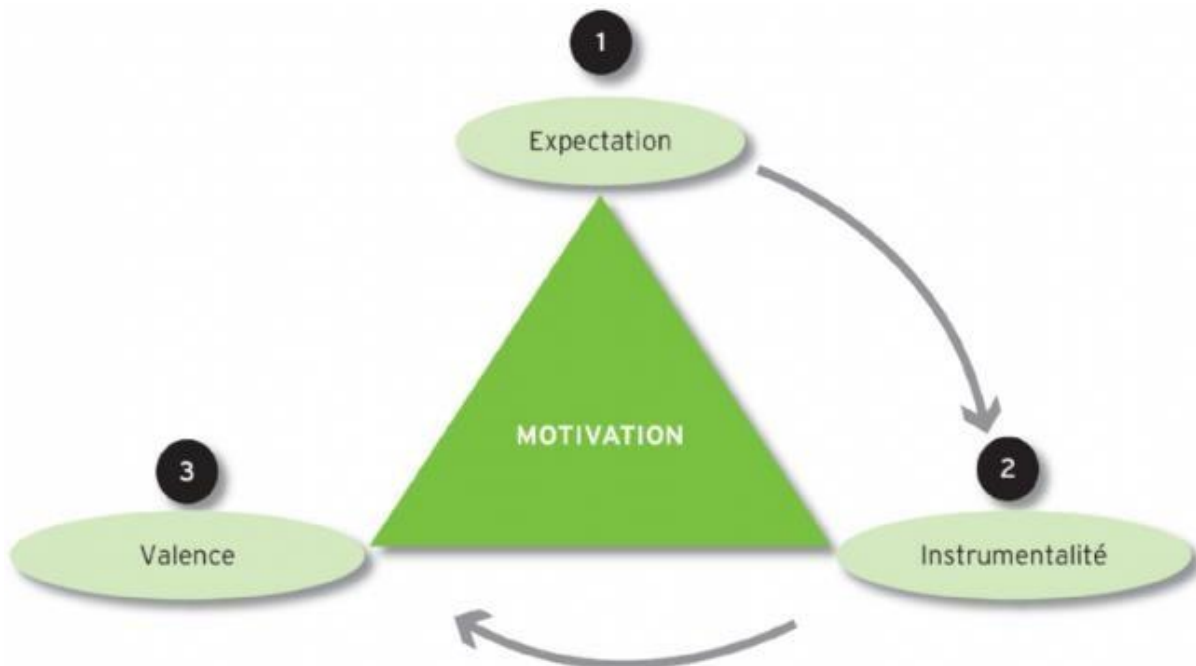 1
Expectation
MOTIVATION
3
2
Valence
Instrumentalité